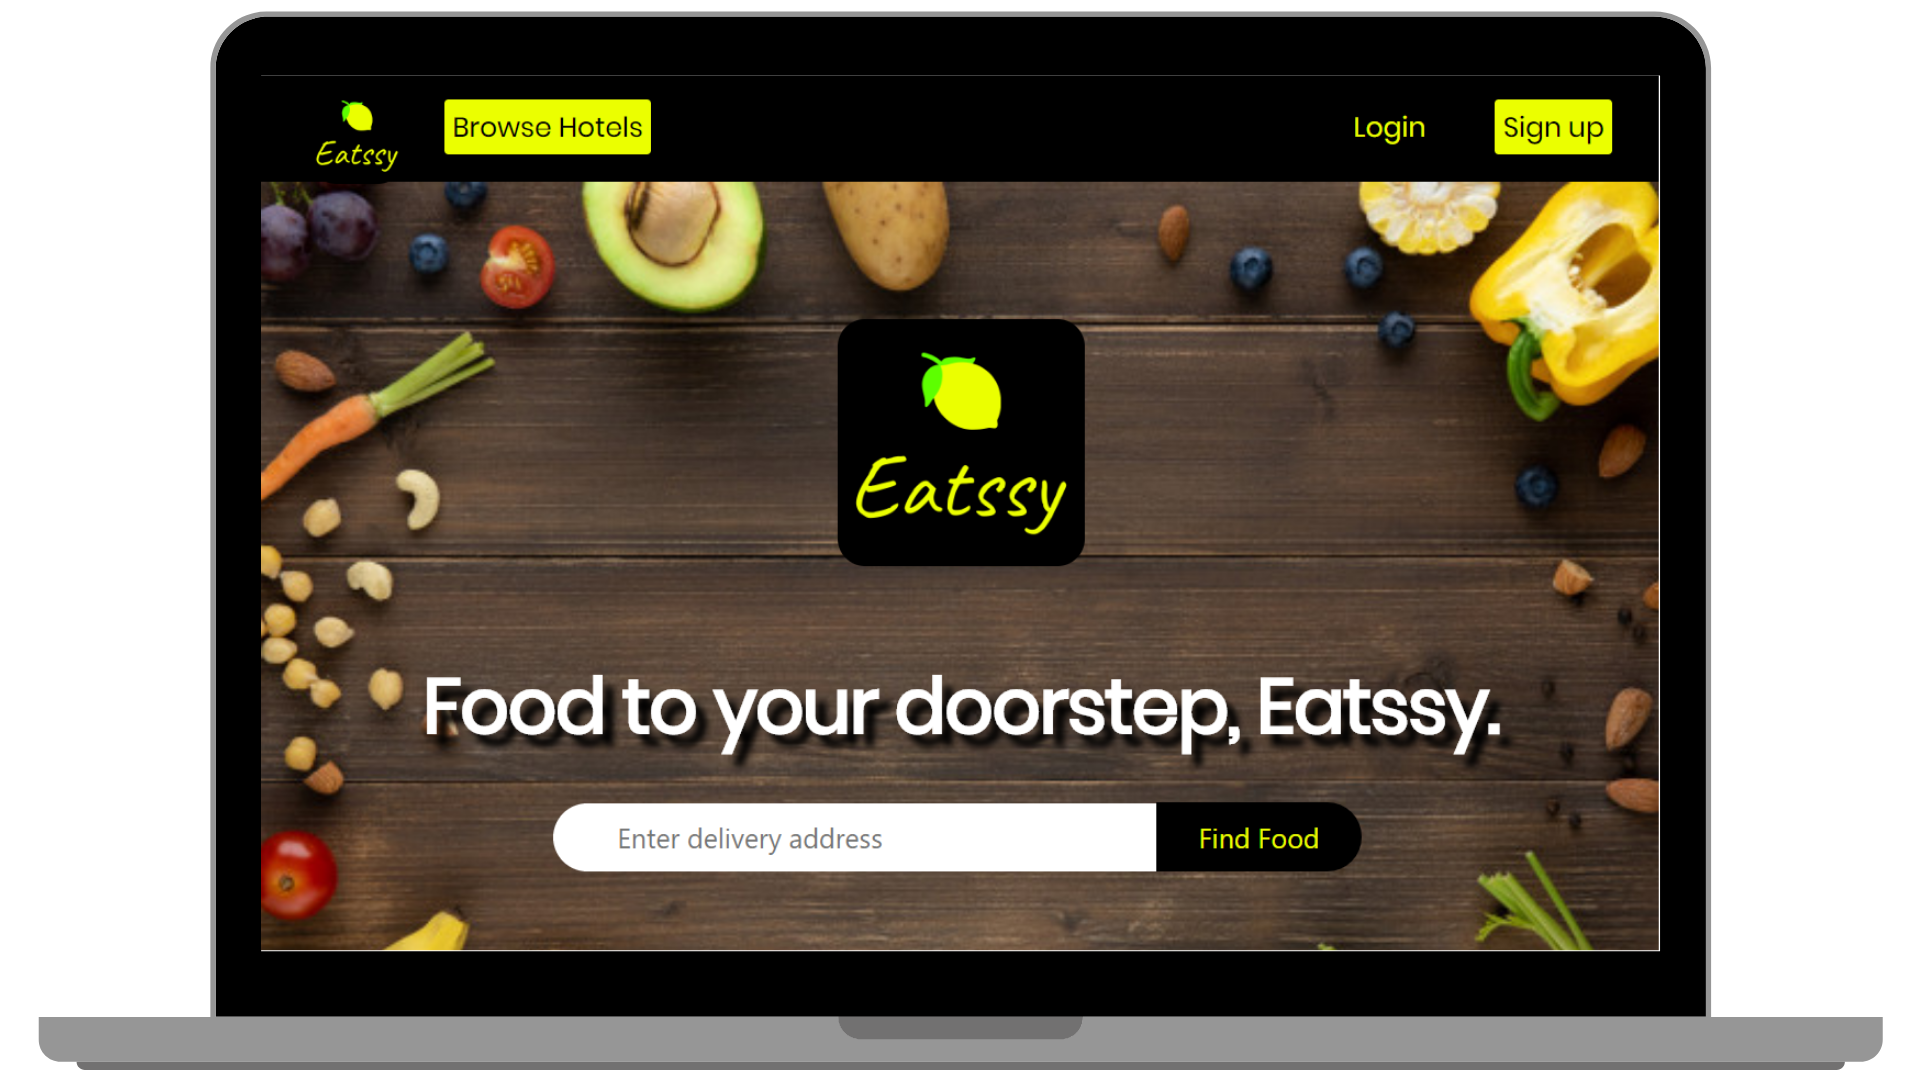 Eatssy
Browse Hotels
Login
Sign up
Eatssy
Food to your doorstep, Eatssy.
Enter delivery address
Find Food